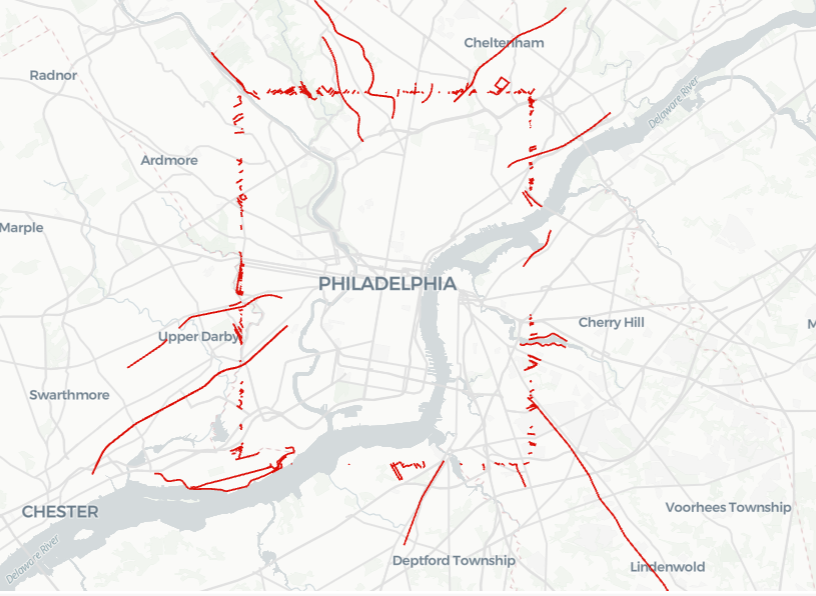 Cheltenham
Radnor
Delaware River
Ardmore
Marple
PHILADELPHIA
Cherry Hill
M
Upper Darby
Swarthmore
CHESTER
Voorhees Township
Delaware River
Deptford Township
Lindenwold